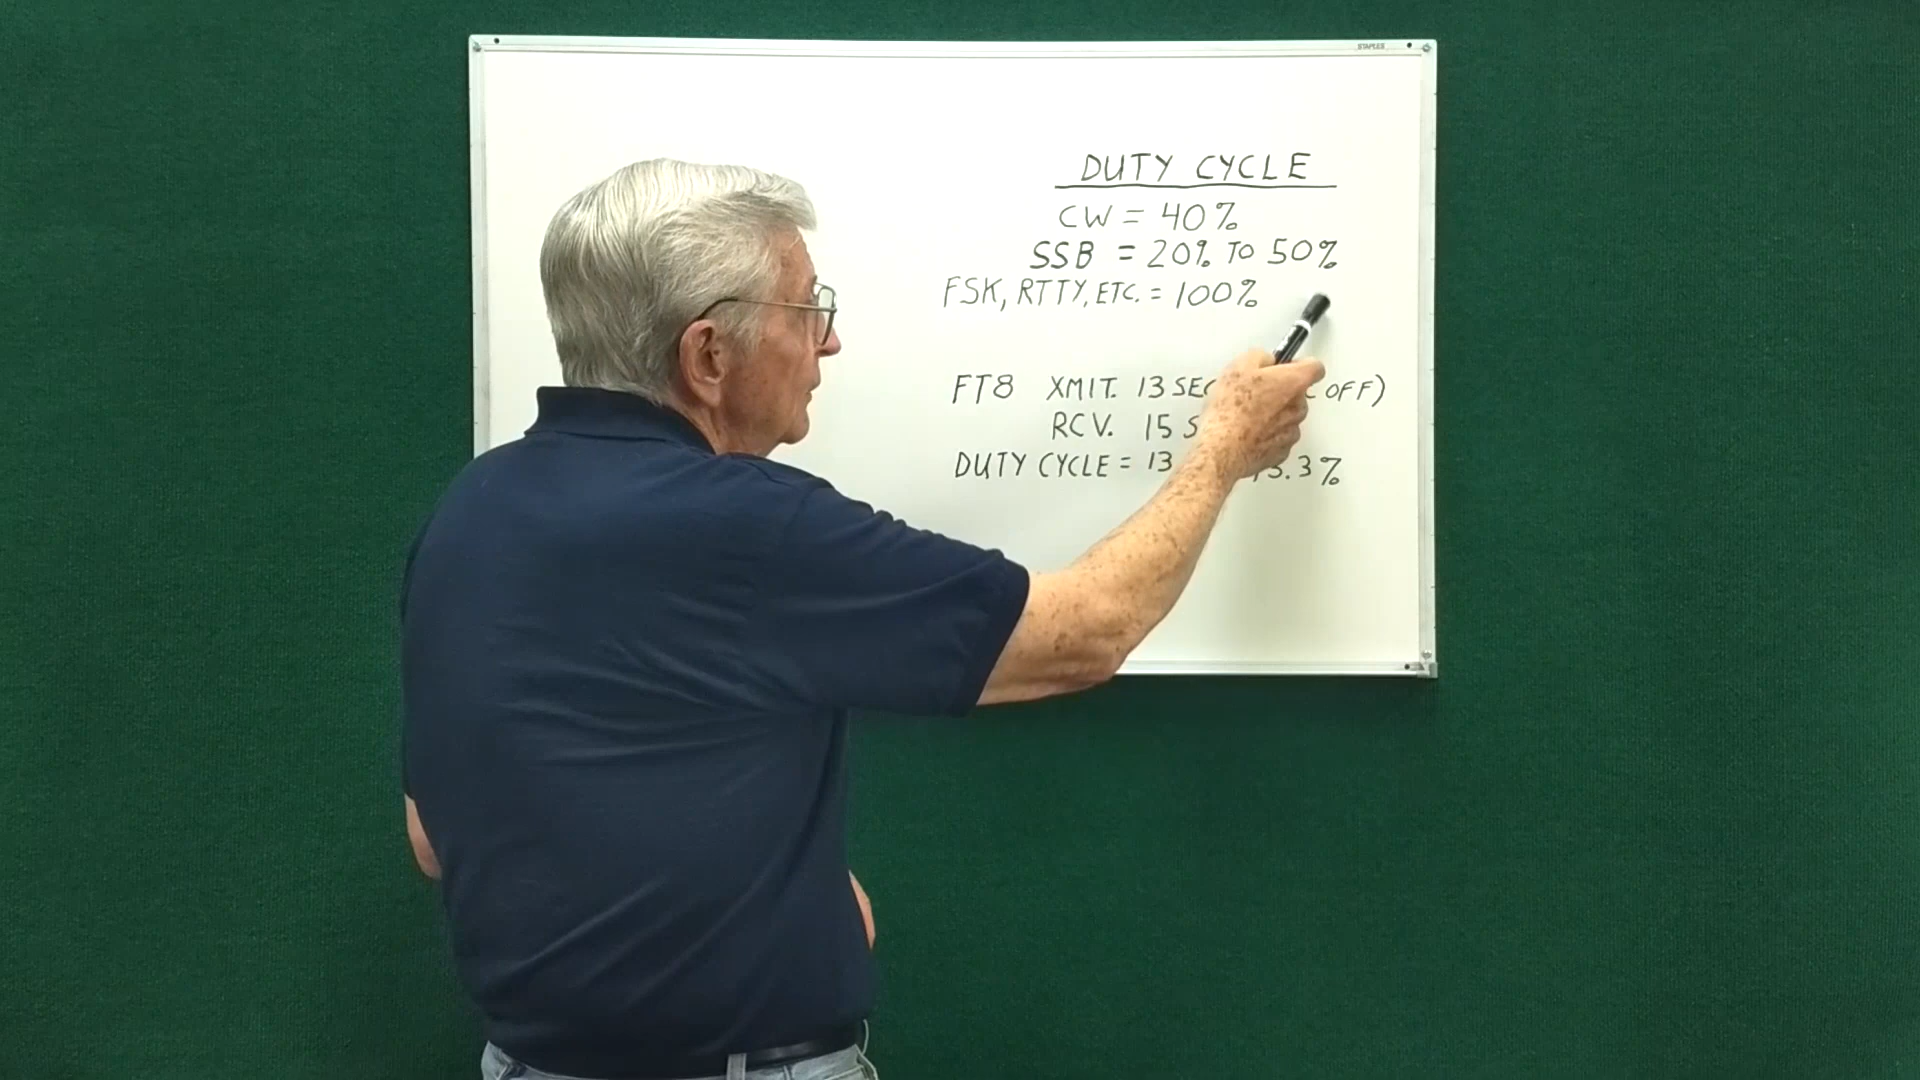 STAPLES
DUTY CYCLE
CW = 40%
SSB = 20% TO 50%
FSK, RTTY, ETC. = 100%
FT8 XMIT. 13 OFF)
RCV. 15
DUTY CYCLE = 13 3.3%